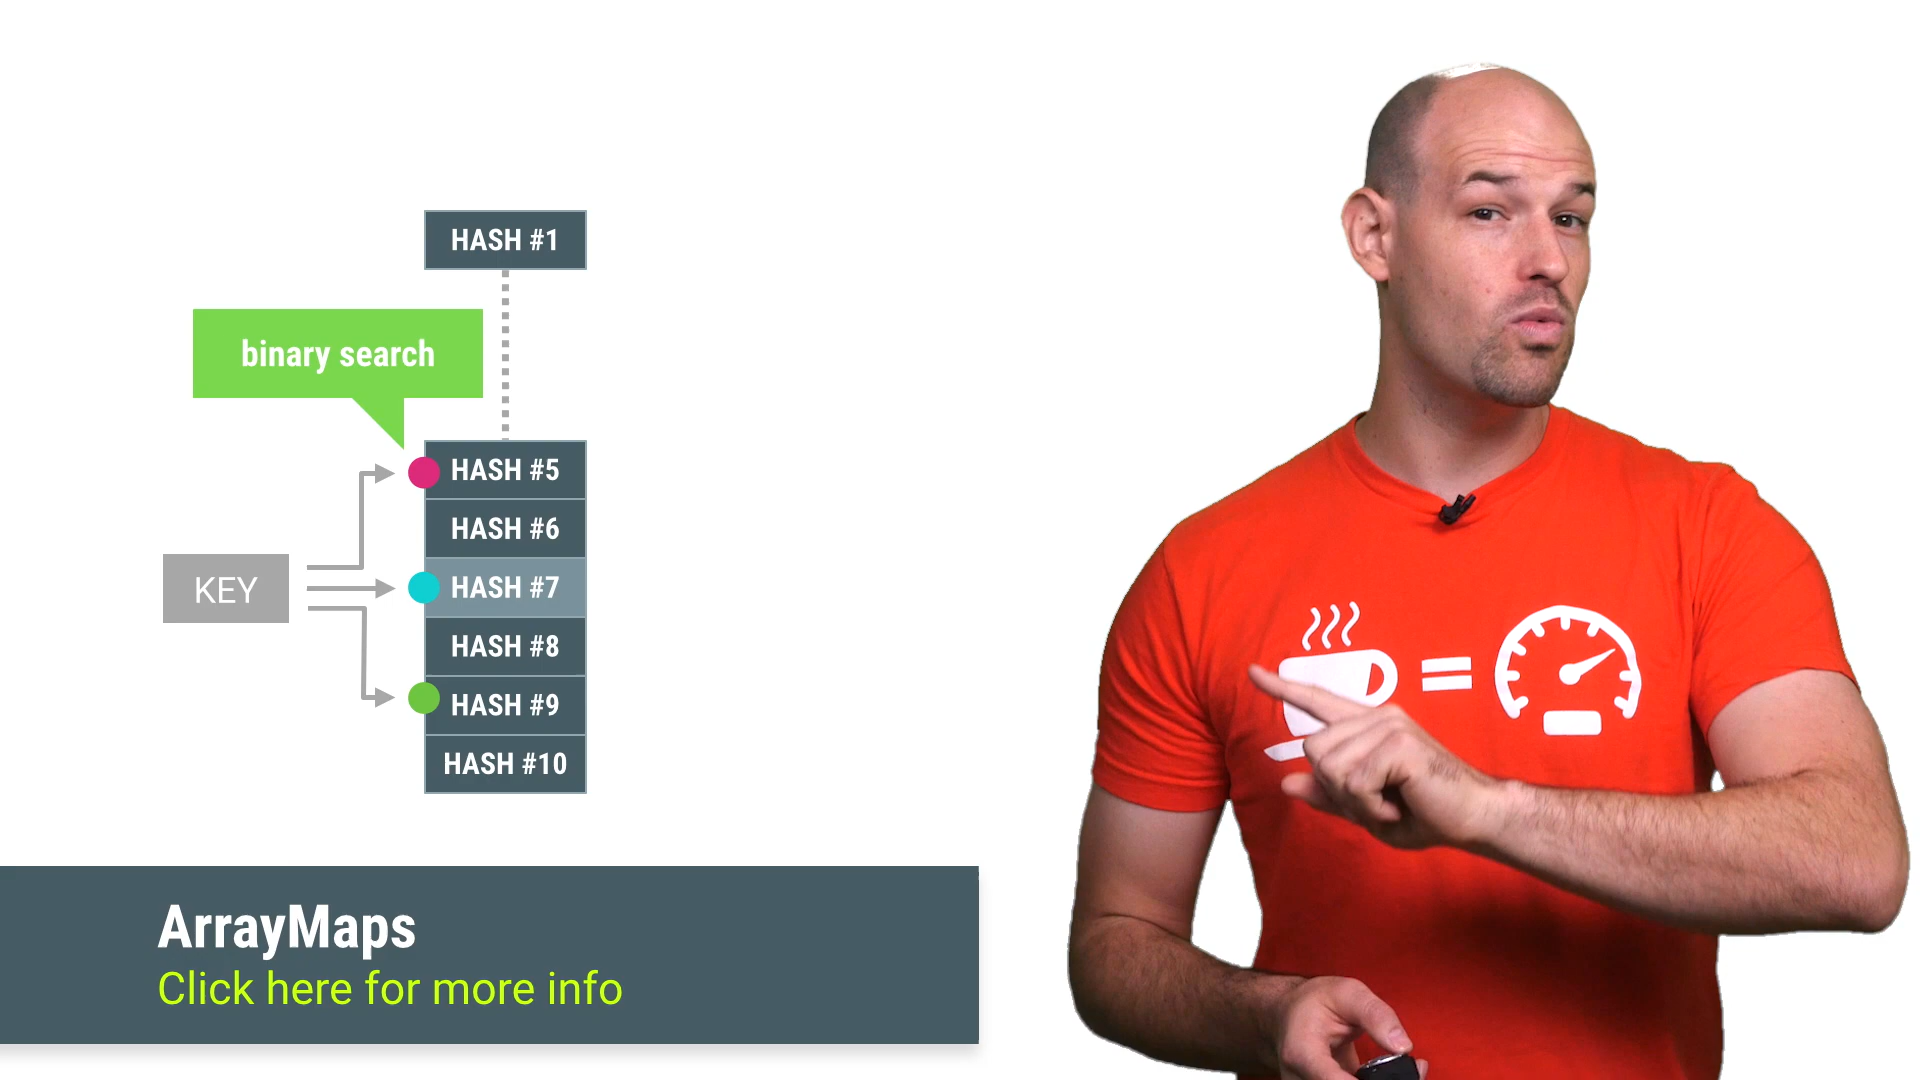 HASH #1
binary search
HASH #5
HASH #6
KEY
HASH #7
HASH #8
HASH #9
HASH #10
ArrayMaps
Click here for more info